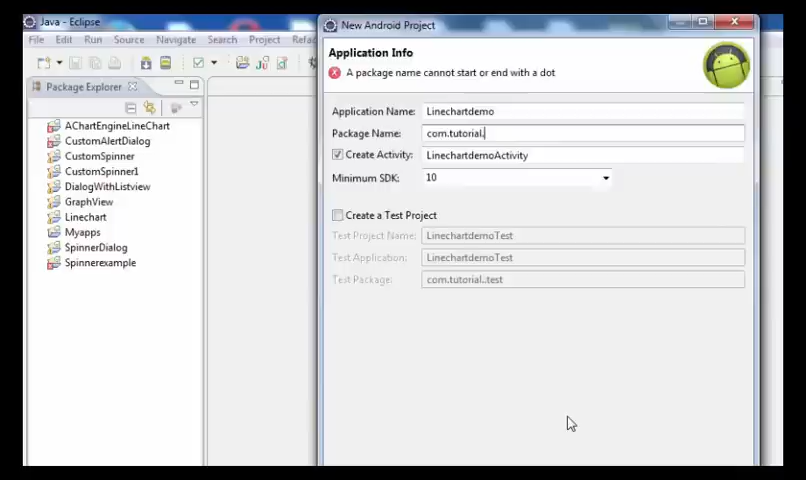 Java - Eclipse
File Edit Run Source Navigate Search Project Refac
Package Explorer
AChartEngineLineChart
CustomAlertDialog
CustomSpinner
CustomSpinner1
DialogWithListview
GraphView
Linechart
Myapps
SpinnerDialog
Spinnerexample
New Android Project
Application Info
A package name cannot start or end with a dot
Application Name: Linechartdemo
Package Name: com.tutorial.
Create Activity: LinechartdemoActivity
Minimum SDK: 10
Create a Test Project
Test Project Name: LinechartdemoTest
Test Application: LinechartdemoTest
Test Package: com.tutorial..test